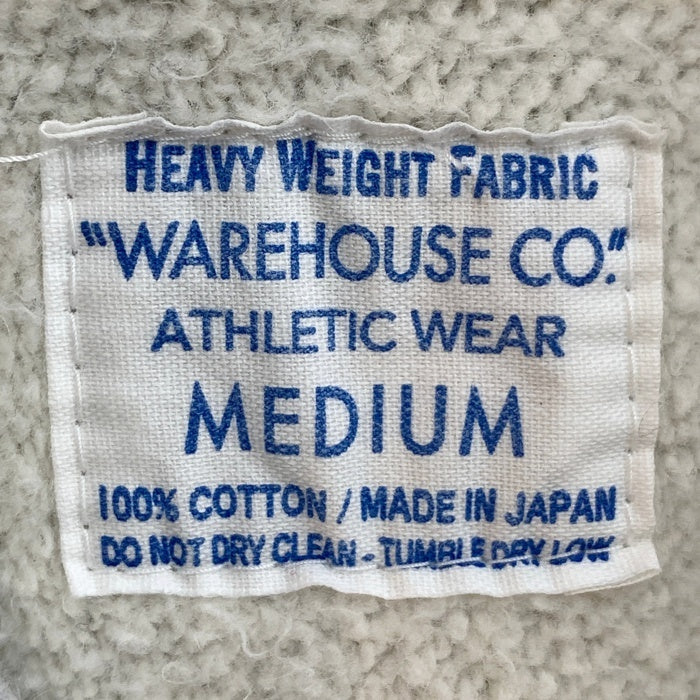 HEAVY WEIGHT FABRIC
"WAREHOUSE CO."
ATHLETIC WEAR
MEDIUM
100% COTTON / MADE IN JAPAN
DO NOT DRY CLEAN - TUMBLE DRY LOW